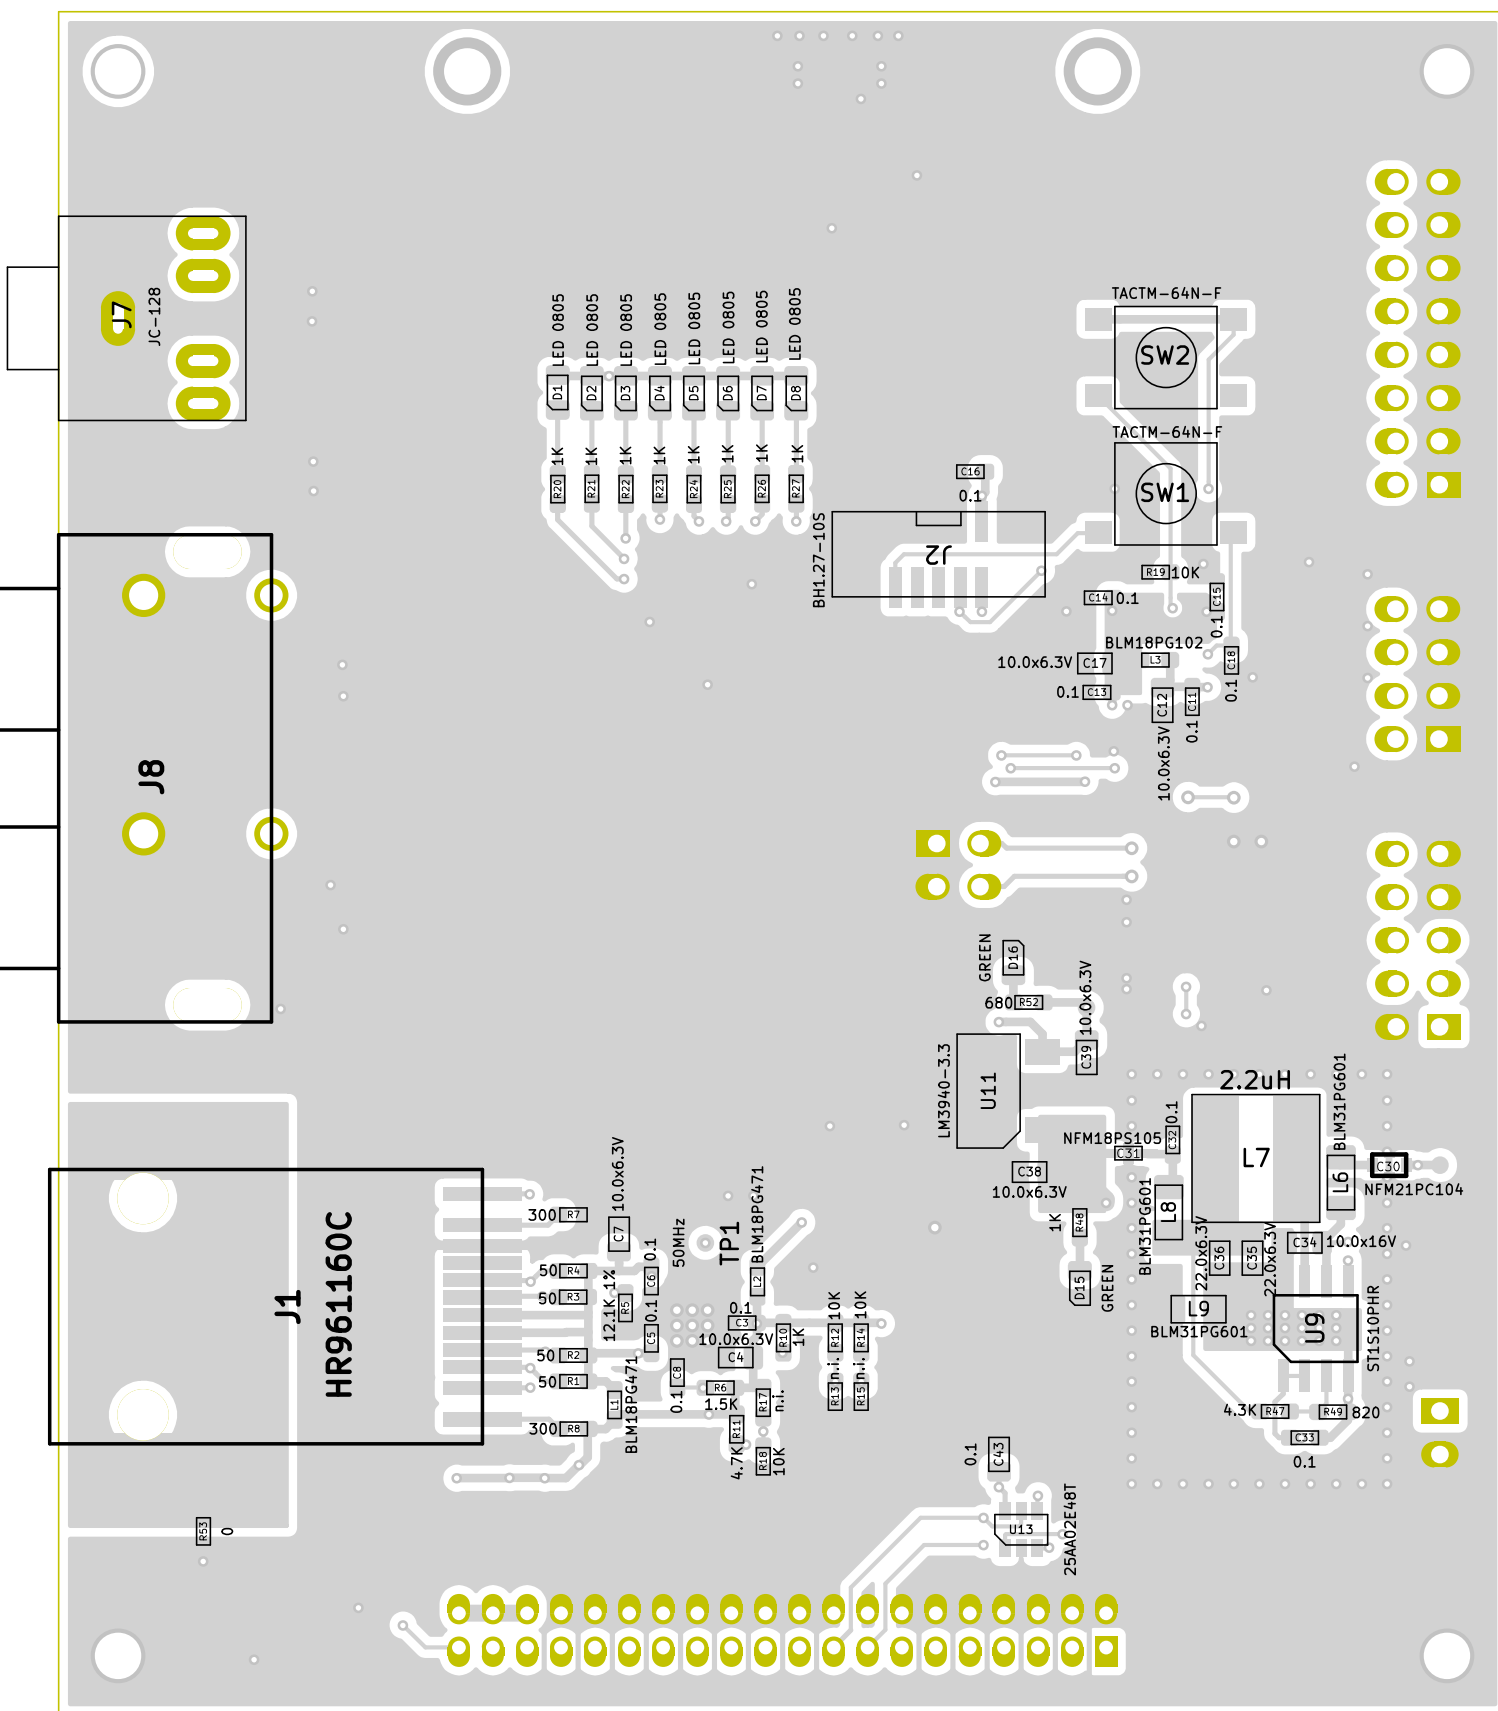 J7
JC-128
LED 0805
LED 0805
LED 0805
LED 0805
LED 0805
LED 0805
LED 0805
LED 0805
D1
D2
D3
D4
D5
D6
D7
D8
1K
1K
1K
1K
1K
1K
1K
1K
R20
R21
R22
R23
R24
R25
R26
R27
TACTM-64N-F
SW2
TACTM-64N-F
SW1
C16
0.1
BH1.27-10S
J2
R19
10K
C14
0.1
C15
0.1
BLM18PG102
10.0x6.3V
C17
L3
C18
0.1
0.1
C13
C12
10.0x6.3V
C11
0.1
J8
GREEN
D16
680
R52
10.0x6.3V
C39
LM3940-3.3
U11
2.2uH
L7
BLM31PG601
L6
C30
NFM21PC104
NFM18PS105
C31
C32
0.1
C38
10.0x6.3V
1K
R48
D15
GREEN
BLM31PG601
L8
22.0x6.3V
C36
C35
22.0x6.3V
C34
10.0x16V
L9
BLM31PG601
U9
ST1S10PHR
4.3K
R47
R49
820
C33
0.1
J1
HR961160C
300
R7
C7
10.0x6.3V
50
R4
50
R3
12.1K 1%
R5
C6
0.1
50MHz
TP1
BLM18PG471
L2
50
R2
50
R1
300
R8
L1
BLM18PG471
C5
0.1
0.1
C3
10.0x6.3V
C4
R10
1K
10K
R12
10K
R14
n.i.
R13
n.i.
R15
C8
0.1
R6
1.5K
R17
n.i.
R11
4.7K
R18
10K
0.1
C43
U13
25AA02E48T
R53
0